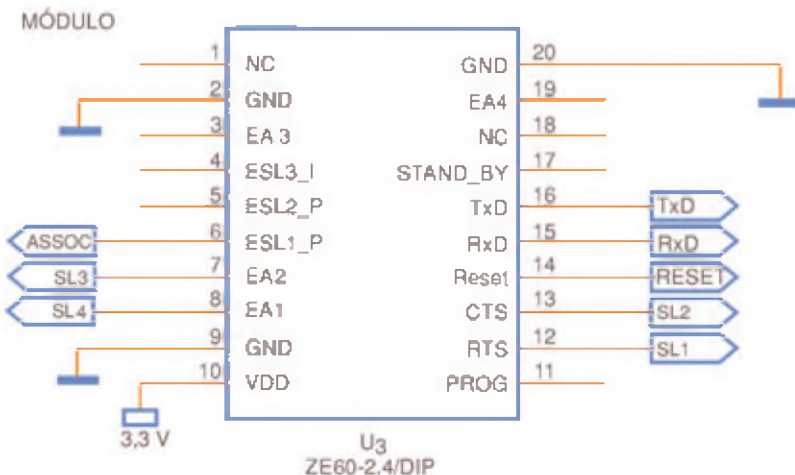 MÓDULO
1 NC GND 20
2 GND EA4 19
3 EA3 NC 18
4 ESL3_I STAND_BY 17
5 ESL2_P TxD 16 TxD
ASSOC 6 ESL1_P RxD 15 RxD
SL3 7 EA2 Reset 14 RESET
SL4 8 EA1 CTS 13 SL2
9 GND RTS 12 SL1
10 VDD PROG 11
3,3 V
U3
ZE60-2.4/DIP